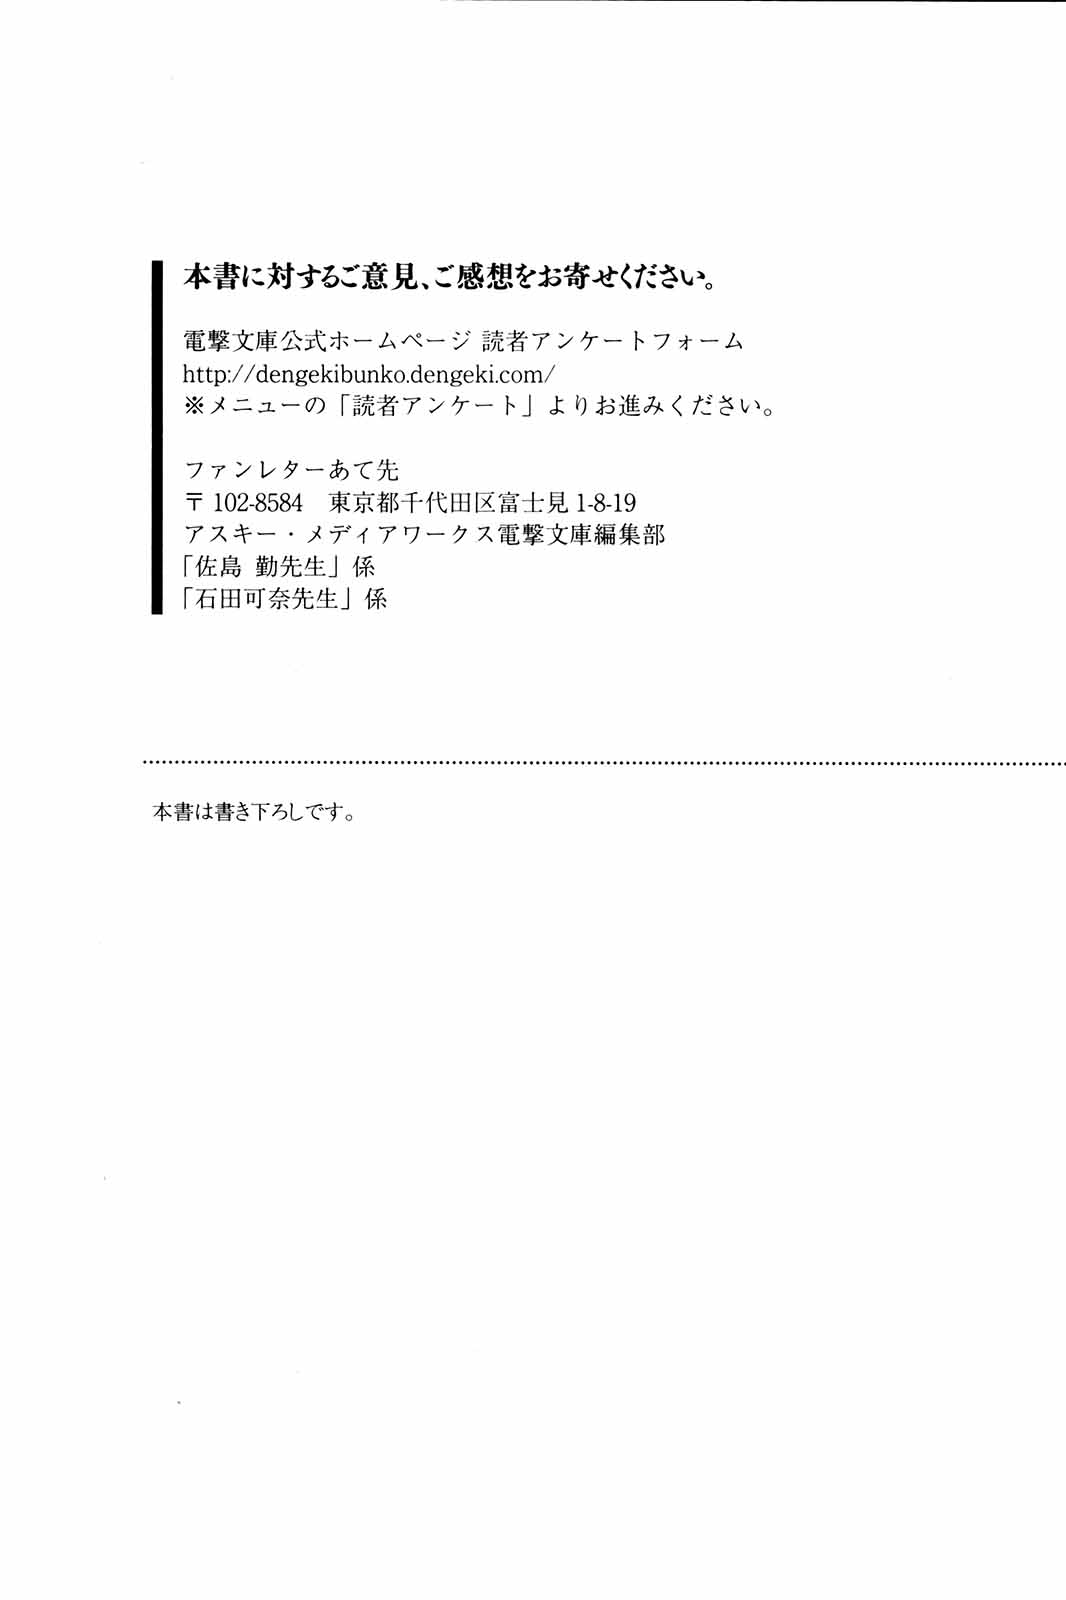 本書に対するご意見、ご感想をお寄せください。
電撃文庫公式ホームページ 読者アンケートフォーム
http://dengekibunko.dengeki.com/
※メニューの「読者アンケート」よりお進みください。
ファンレターあて先
〒102-8584　東京都千代田区富士見1-8-19
アスキー・メディアワークス電撃文庫編集部
「佐島 勤先生」係
「石田可奈先生」係
本書は書き下ろしです。